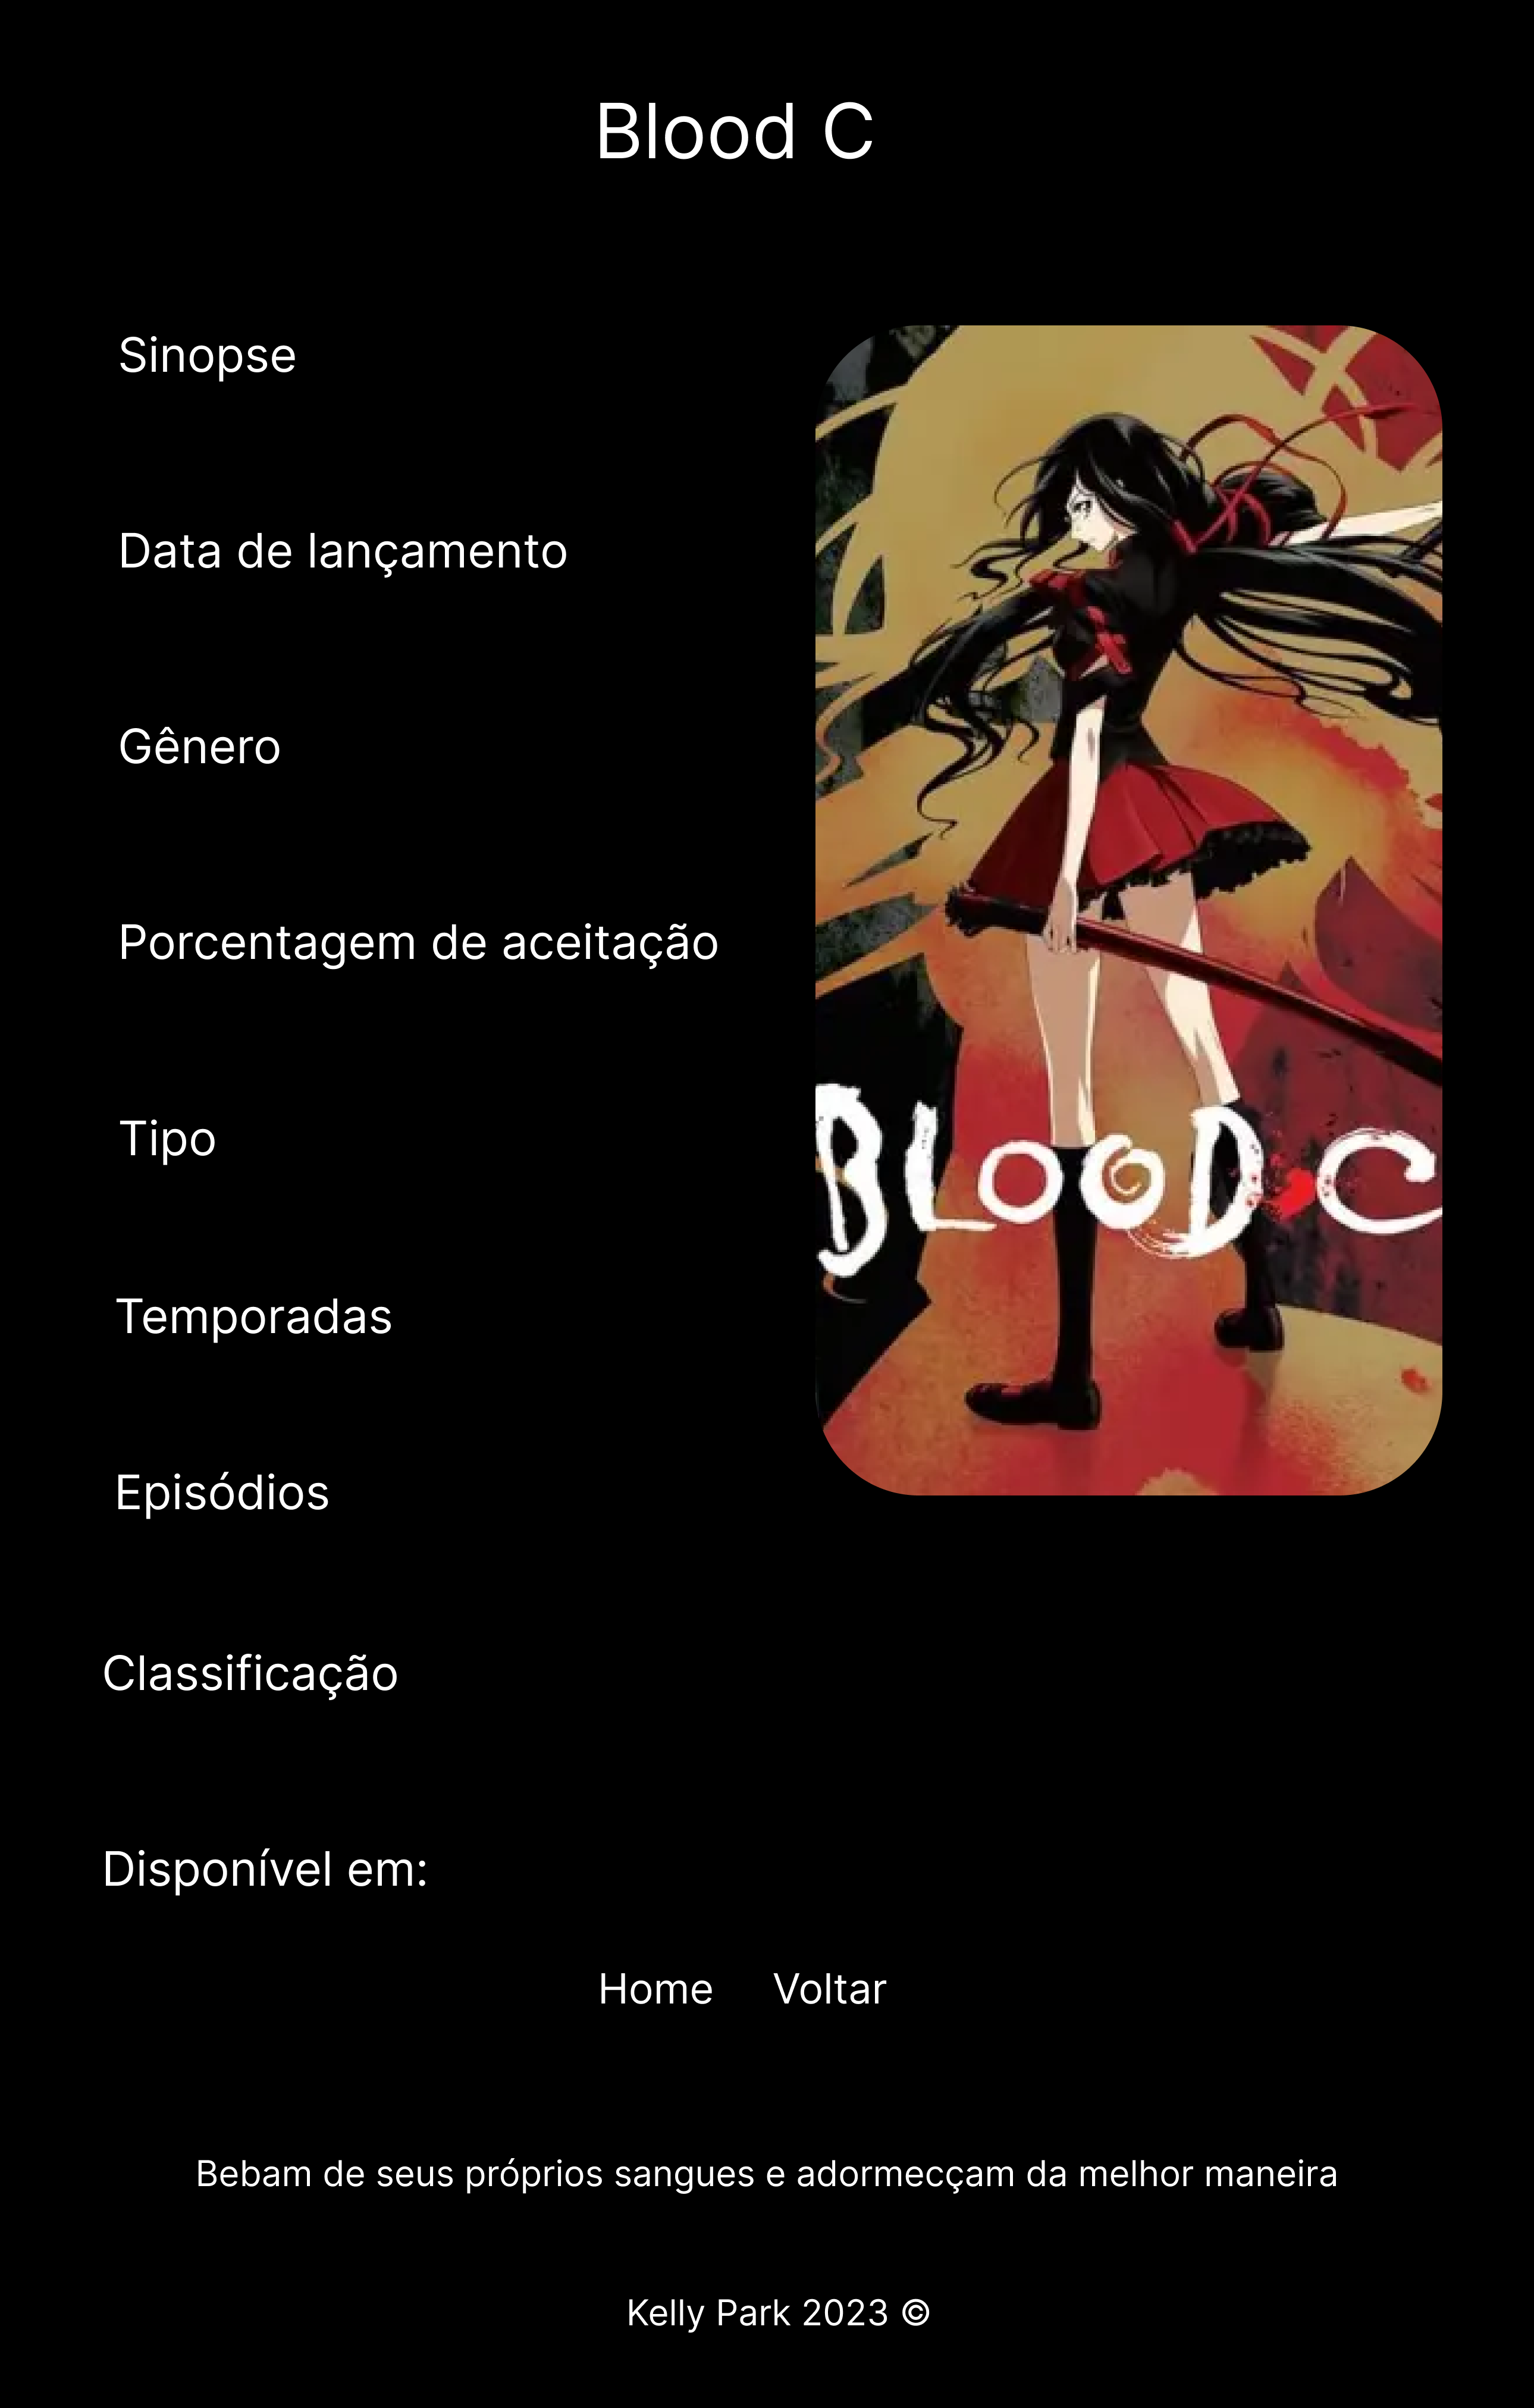 Blood C
Sinopse
Data de lançamento
Gênero
Porcentagem de aceitação
Tipo
BLOOD-C
Temporadas
Episódios
Classificação
Disponível em:
Home Voltar
Bebam de seus próprios sangues e adormecçam da melhor maneira
Kelly Park 2023 ©